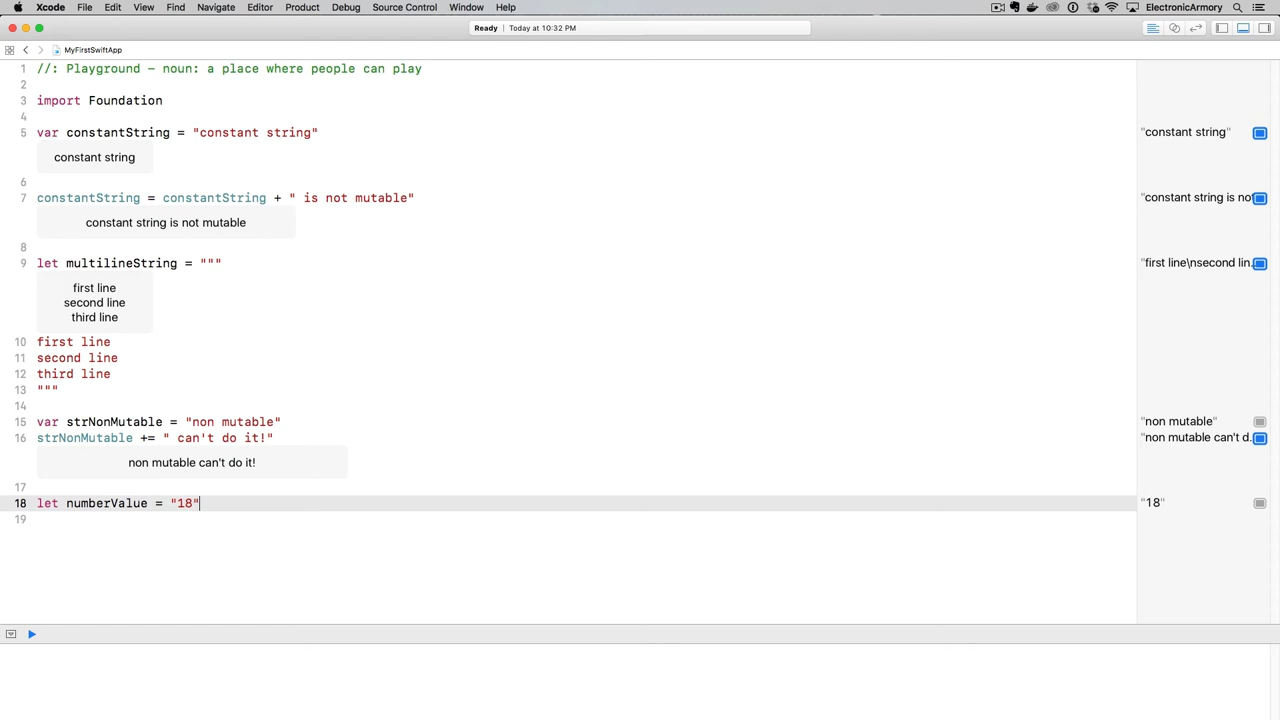 Xcode File Edit View Find Navigate Editor Product Debug Source Control Window Help ElectronicArmory
Ready | Today at 10:32 PM
MyFirstSwiftApp
1 //: Playground – noun: a place where people can play
2
3 import Foundation
4
5 var constantString = "constant string" "constant string"
constant string
6
7 constantString = constantString + " is not mutable" "constant string is no
constant string is not mutable
8
9 let multilineString = """ "first line\nsecond lin...
first line
second line
third line
10 first line
11 second line
12 third line
13 """
14
15 var strNonMutable = "non mutable" "non mutable"
16 strNonMutable += " can't do it!" "non mutable can't d...
non mutable can't do it!
17
18 let numberValue = "18" "18"
19